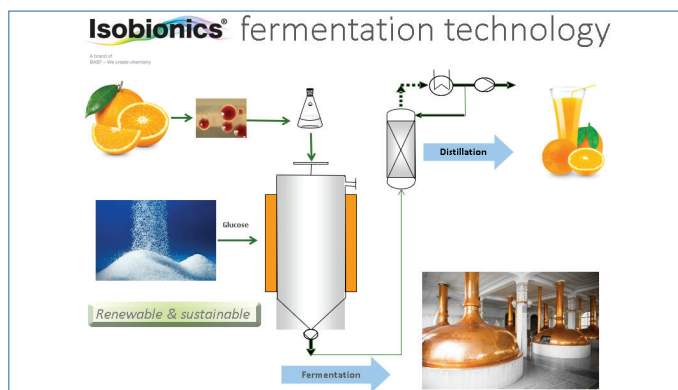 Isobionics® fermentation technology
A brand of
BASF – We create chemistry
Distillation
Glucose
Renewable & sustainable
Fermentation